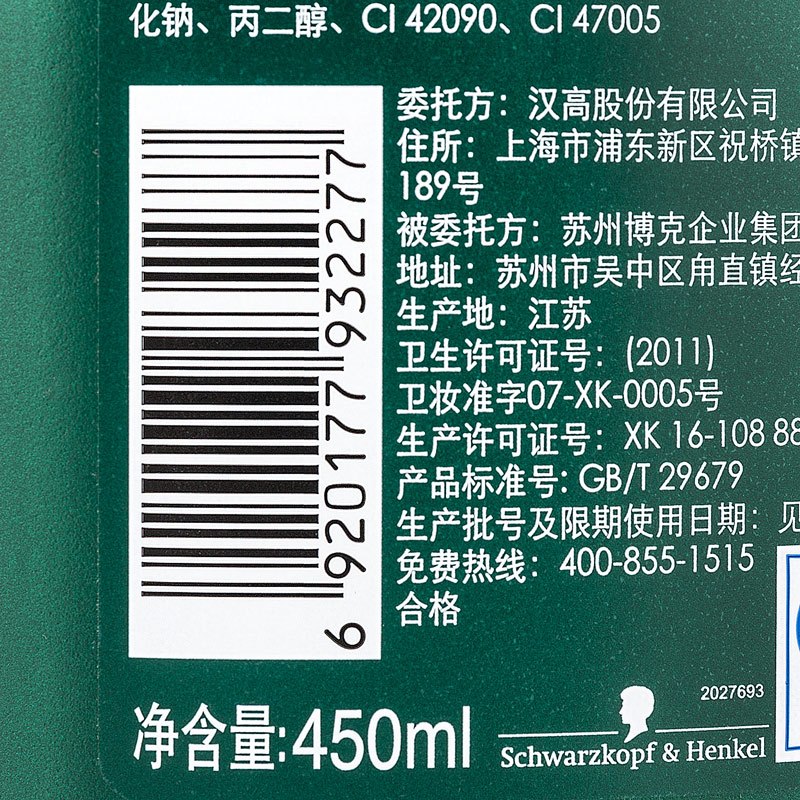 化钠、丙二醇、CI 42090、CI 47005
委托方：汉高股份有限公司
住所：上海市浦东新区祝桥镇
189号
被委托方：苏州博克企业集团
地址：苏州市吴中区甪直镇经
生产地：江苏
卫生许可证号：(2011)
卫妆准字07-XK-0005号
生产许可证号：XK 16-108 88
产品标准号: GB/T 29679
生产批号及限期使用日期：见
免费热线：400-855-1515
合格
6 920177 932277
净含量:450ml
2027693
Schwarzkopf & Henkel